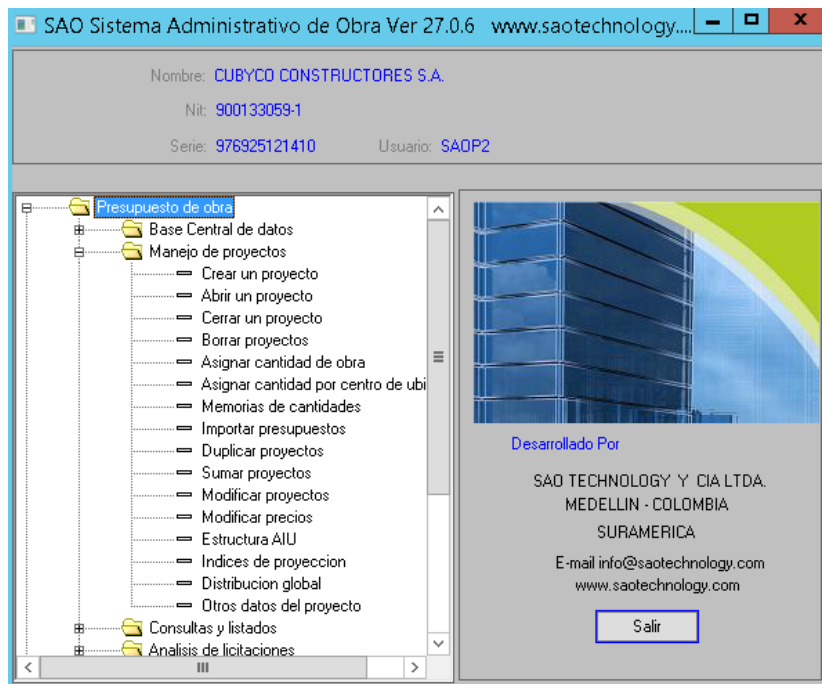 SAO Sistema Administrativo de Obra Ver 27.0.6 www.saotechnology....
Nombre: CUBYCO CONSTRUCTORES S.A.
Nit: 900133059-1
Serie: 976925121410 Usuario: SAOP2
Presupuesto de obra
Base Central de datos
Manejo de proyectos
Crear un proyecto
Abrir un proyecto
Cerrar un proyecto
Borrar proyectos
Asignar cantidad de obra
Asignar cantidad por centro de ubi
Memorias de cantidades
Importar presupuestos
Duplicar proyectos
Sumar proyectos
Modificar proyectos
Modificar precios
Estructura AIU
Indices de proyeccion
Distribucion global
Otros datos del proyecto
Consultas y listados
Analisis de licitaciones
Desarrollado Por
SAO TECHNOLOGY Y CIA LTDA.
MEDELLIN - COLOMBIA
SURAMERICA
E-mail info@saotechnology.com
www.saotechnology.com
Salir